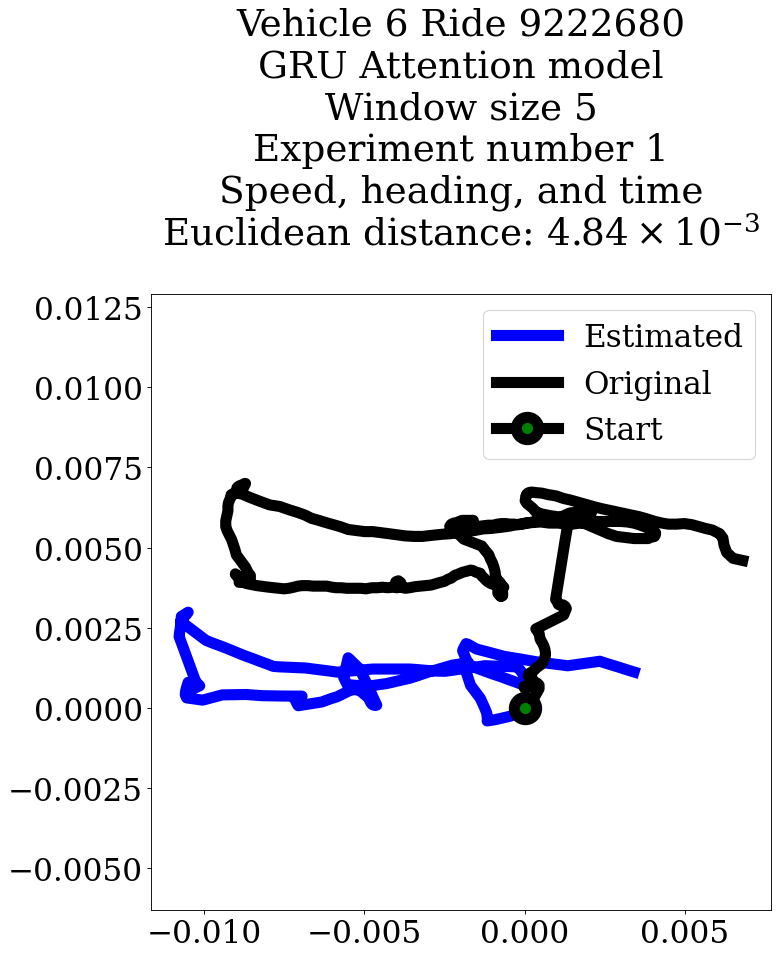 Vehicle 6 Ride 9222680
GRU Attention model
Window size 5
Experiment number 1
Speed, heading, and time
Euclidean distance: 4.84 × 10⁻³
Estimated
Original
Start
0.0125
0.0100
0.0075
0.0050
0.0025
0.0000
−0.0025
−0.0050
−0.010
−0.005
0.000
0.005